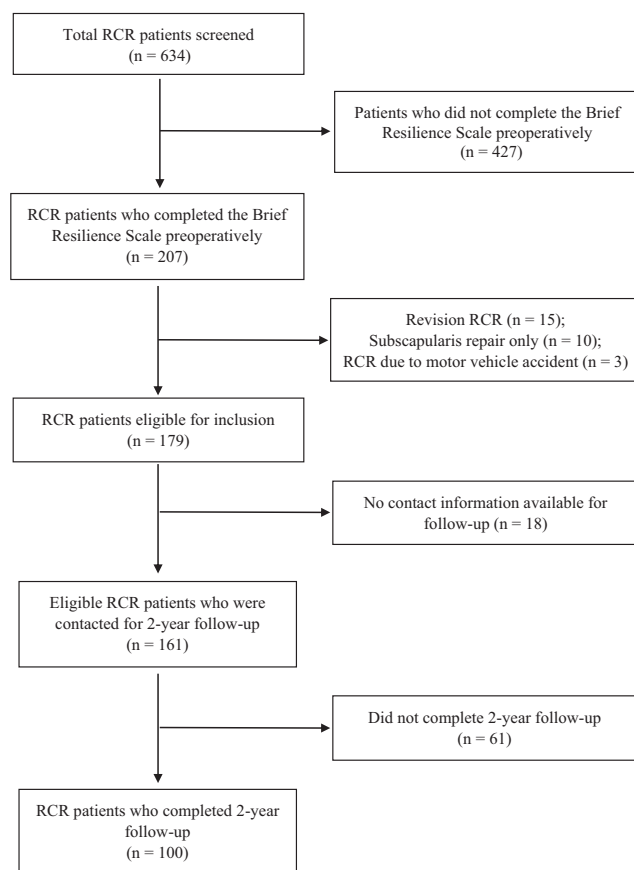 Total RCR patients screened
(n = 634)
Patients who did not complete the Brief
Resilience Scale preoperatively
(n = 427)
RCR patients who completed the Brief
Resilience Scale preoperatively
(n = 207)
Revision RCR (n = 15);
Subscapularis repair only (n = 10);
RCR due to motor vehicle accident (n = 3)
RCR patients eligible for inclusion
(n = 179)
No contact information available for
follow-up (n = 18)
Eligible RCR patients who were
contacted for 2-year follow-up
(n = 161)
Did not complete 2-year follow-up
(n = 61)
RCR patients who completed 2-year
follow-up
(n = 100)